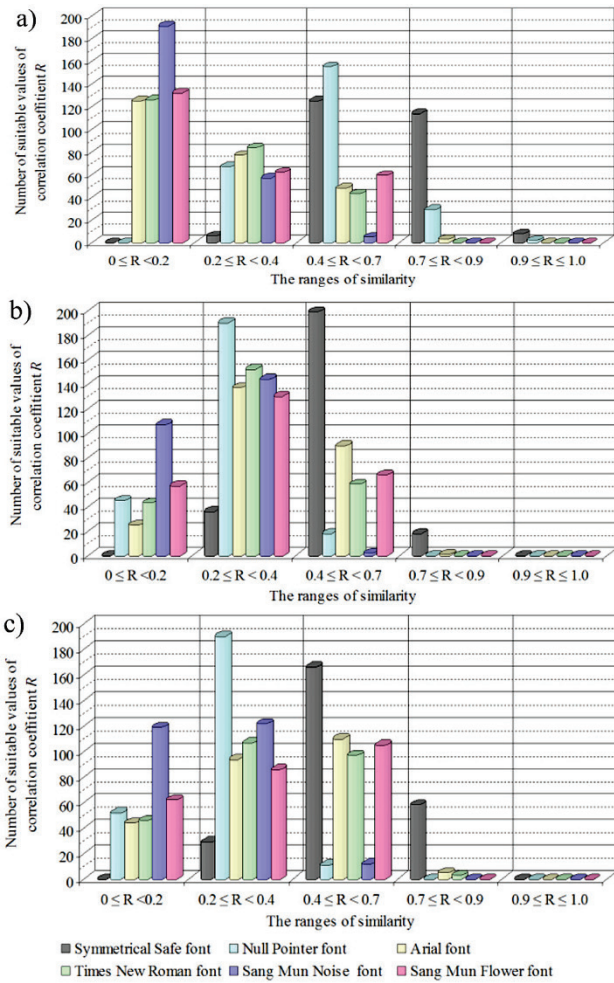 a)
Number of suitable values of
correlation coeffitient R
200
180
160
140
120
100
80
60
40
20
0
0 ≤ R <0.2 0.2 ≤ R < 0.4 0.4 ≤ R < 0.7 0.7 ≤ R < 0.9 0.9 ≤ R ≤ 1.0
The ranges of similarity
b)
Number of suitable values of
correlation coeffitient R
200
180
160
140
120
100
80
60
40
20
0
0 ≤ R <0.2 0.2 ≤ R < 0.4 0.4 ≤ R < 0.7 0.7 ≤ R < 0.9 0.9 ≤ R ≤ 1.0
The ranges of similarity
c)
Number of suitable values of
correlation coeffitient R
200
180
160
140
120
100
80
60
40
20
0
0 ≤ R <0.2 0.2 ≤ R < 0.4 0.4 ≤ R < 0.7 0.7 ≤ R < 0.9 0.9 ≤ R ≤ 1.0
The ranges of similarity
Symmetrical Safe font Null Pointer font Arial font
Times New Roman font Sang Mun Noise font Sang Mun Flower font